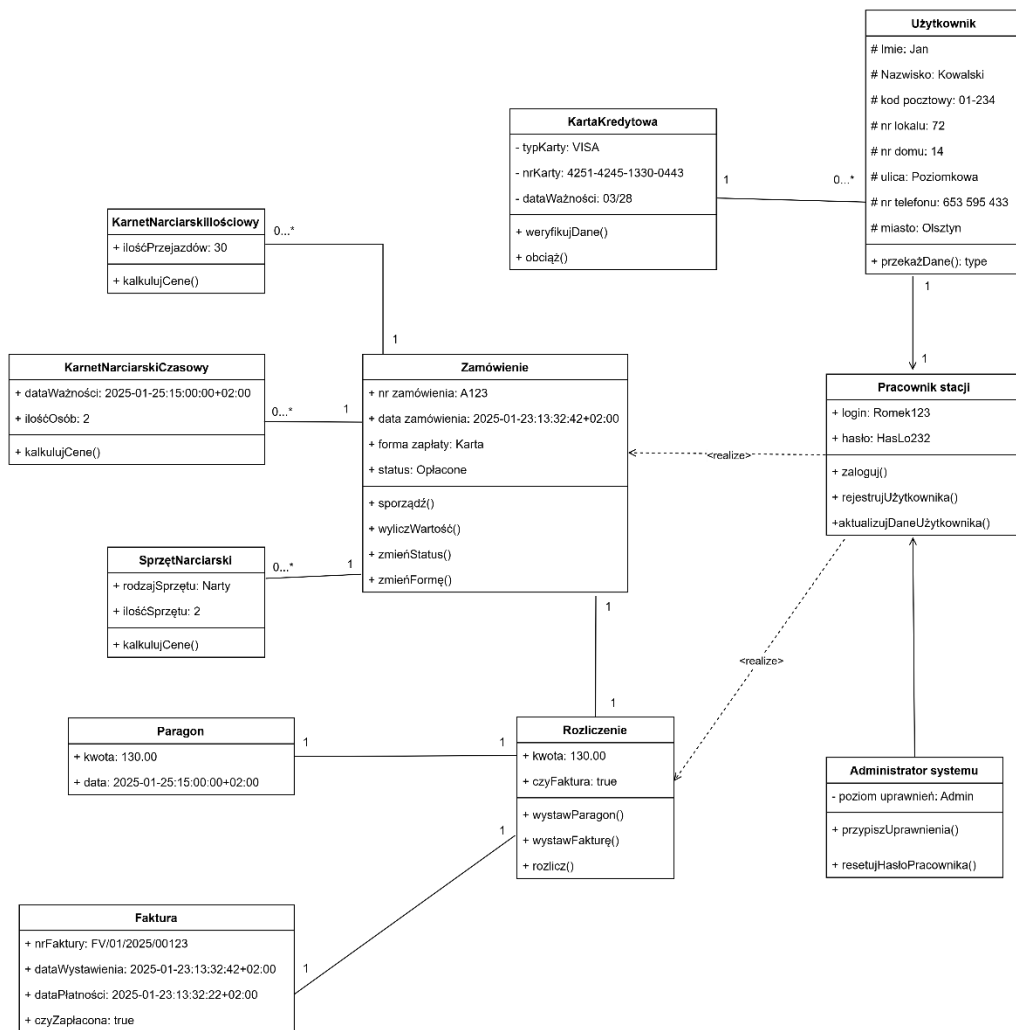 Użytkownik
# Imie: Jan
# Nazwisko: Kowalski
# kod pocztowy: 01-234
# nr lokalu: 72
# nr domu: 14
# ulica: Poziomkowa
# nr telefonu: 653 595 433
# miasto: Olsztyn
+ przekażDane(): type
KartaKredytowa
- typKarty: VISA
- nrKarty: 4251-4245-1330-0443
- dataWażności: 03/28
+ weryfikujDane()
+ obciąż()
1
0...*
1
1
KarnetNarciarskiIlościowy
+ ilośćPrzejazdów: 30
+ kalkulujCene()
0...*
1
KarnetNarciarskiCzasowy
+ dataWażności: 2025-01-25:15:00:00+02:00
+ ilośćOsób: 2
+ kalkulujCene()
0...*
1
Zamówienie
+ nr zamówienia: A123
+ data zamówienia: 2025-01-23:13:32:42+02:00
+ forma zapłaty: Karta
+ status: Opłacone
+ sporządź()
+ wyliczWartość()
+ zmieńStatus()
+ zmieńFormę()
Pracownik stacji
+ login: Romek123
+ hasło: HasLo232
+ zaloguj()
+ rejestrujUżytkownika()
+aktualizujDaneUżytkownika()
<realize>
SprzętNarciarski
+ rodzajSprzętu: Narty
+ ilośćSprzętu: 2
+ kalkulujCene()
0...*
1
1
1
<realize>
Paragon
+ kwota: 130.00
+ data: 2025-01-25:15:00:00+02:00
1
1
Rozliczenie
+ kwota: 130.00
+ czyFaktura: true
+ wystawParagon()
+ wystawFakturę()
+ rozlicz()
Administrator systemu
- poziom uprawnień: Admin
+ przypiszUprawnienia()
+ resetujHasłoPracownika()
1
1
Faktura
+ nrFaktury: FV/01/2025/00123
+ dataWystawienia: 2025-01-23:13:32:42+02:00
+ dataPłatności: 2025-01-23:13:32:22+02:00
+ czyZapłacona: true